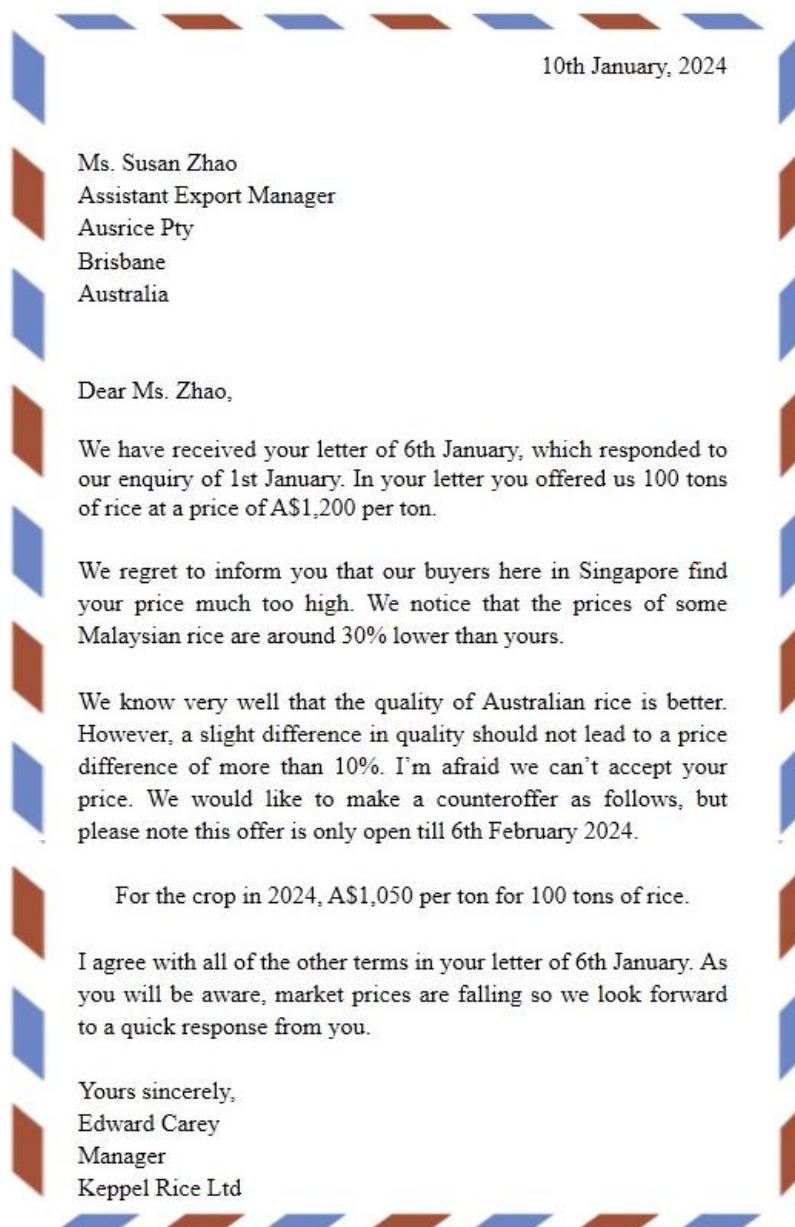 10th January, 2024
Ms. Susan Zhao
Assistant Export Manager
Ausrice Pty
Brisbane
Australia
Dear Ms. Zhao,
We have received your letter of 6th January, which responded to
our enquiry of 1st January. In your letter you offered us 100 tons
of rice at a price of A$1,200 per ton.
We regret to inform you that our buyers here in Singapore find
your price much too high. We notice that the prices of some
Malaysian rice are around 30% lower than yours.
We know very well that the quality of Australian rice is better.
However, a slight difference in quality should not lead to a price
difference of more than 10%. I'm afraid we can't accept your
price. We would like to make a counteroffer as follows, but
please note this offer is only open till 6th February 2024.
For the crop in 2024, A$1,050 per ton for 100 tons of rice.
I agree with all of the other terms in your letter of 6th January. As
you will be aware, market prices are falling so we look forward
to a quick response from you.
Yours sincerely,
Edward Carey
Manager
Keppel Rice Ltd